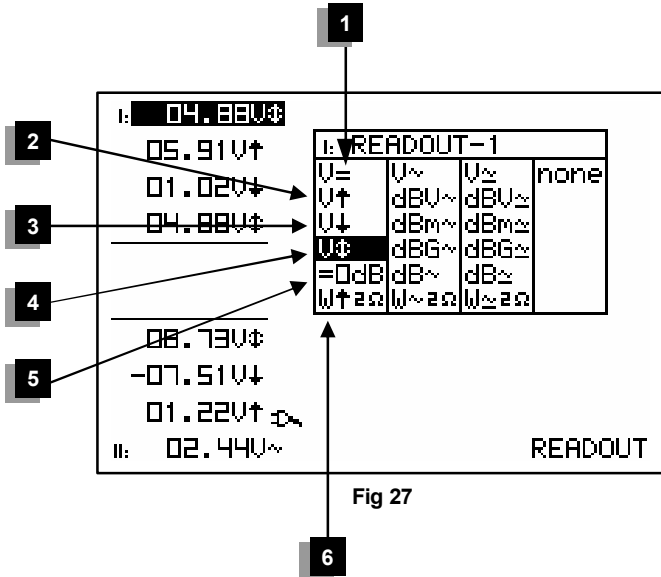 1
I: 04.88V⇕
2
05.91V↑
I: READOUT-1
01.02V↓
V= V~ V≃ none
V↑ dBV~ dBV≃
3
04.88V⇕
V↓ dBm~ dBm≃
V⇕ dBG~ dBG≃
4
=0dB dB~ dB≃
W↑2Ω W~2Ω W≃2Ω
08.73V⇕
5
-07.51V↓
01.22V↑
II: 02.44V~ READOUT
Fig 27
6